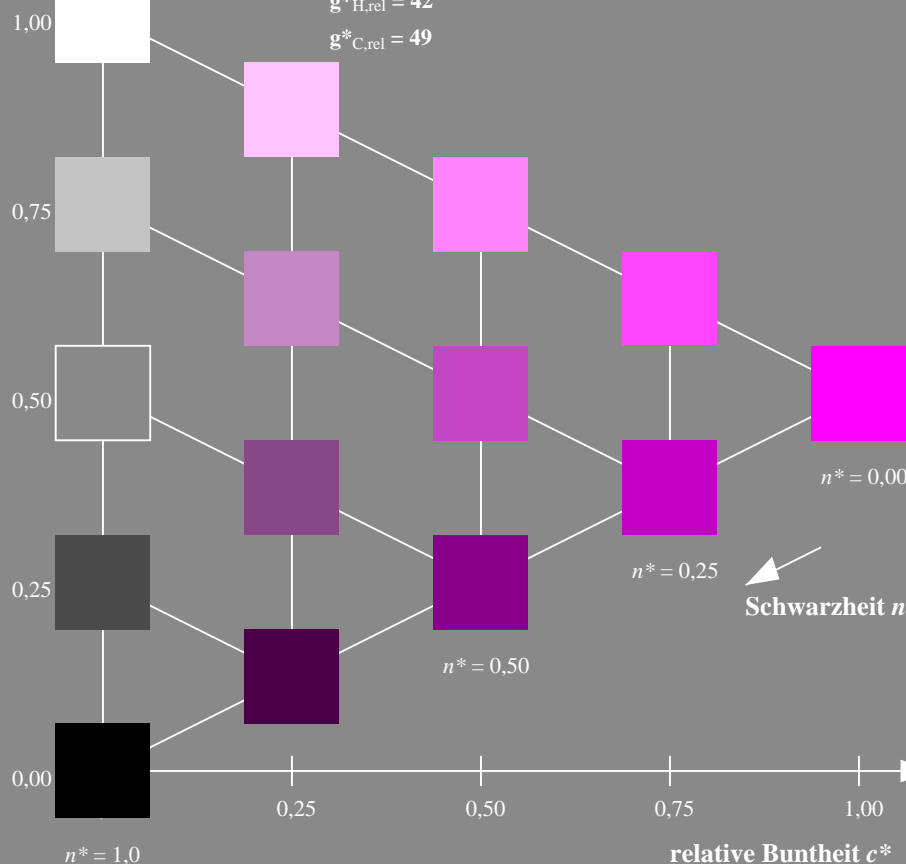 g*H,rel = 42
1,00
g*C,rel = 49
0,75
0,50
n* = 0,00
n* = 0,25
0,25
Schwarzheit n
n* = 0,50
0,00
0,25
0,50
0,75
1,00
n* = 1,0
relative Buntheit c*